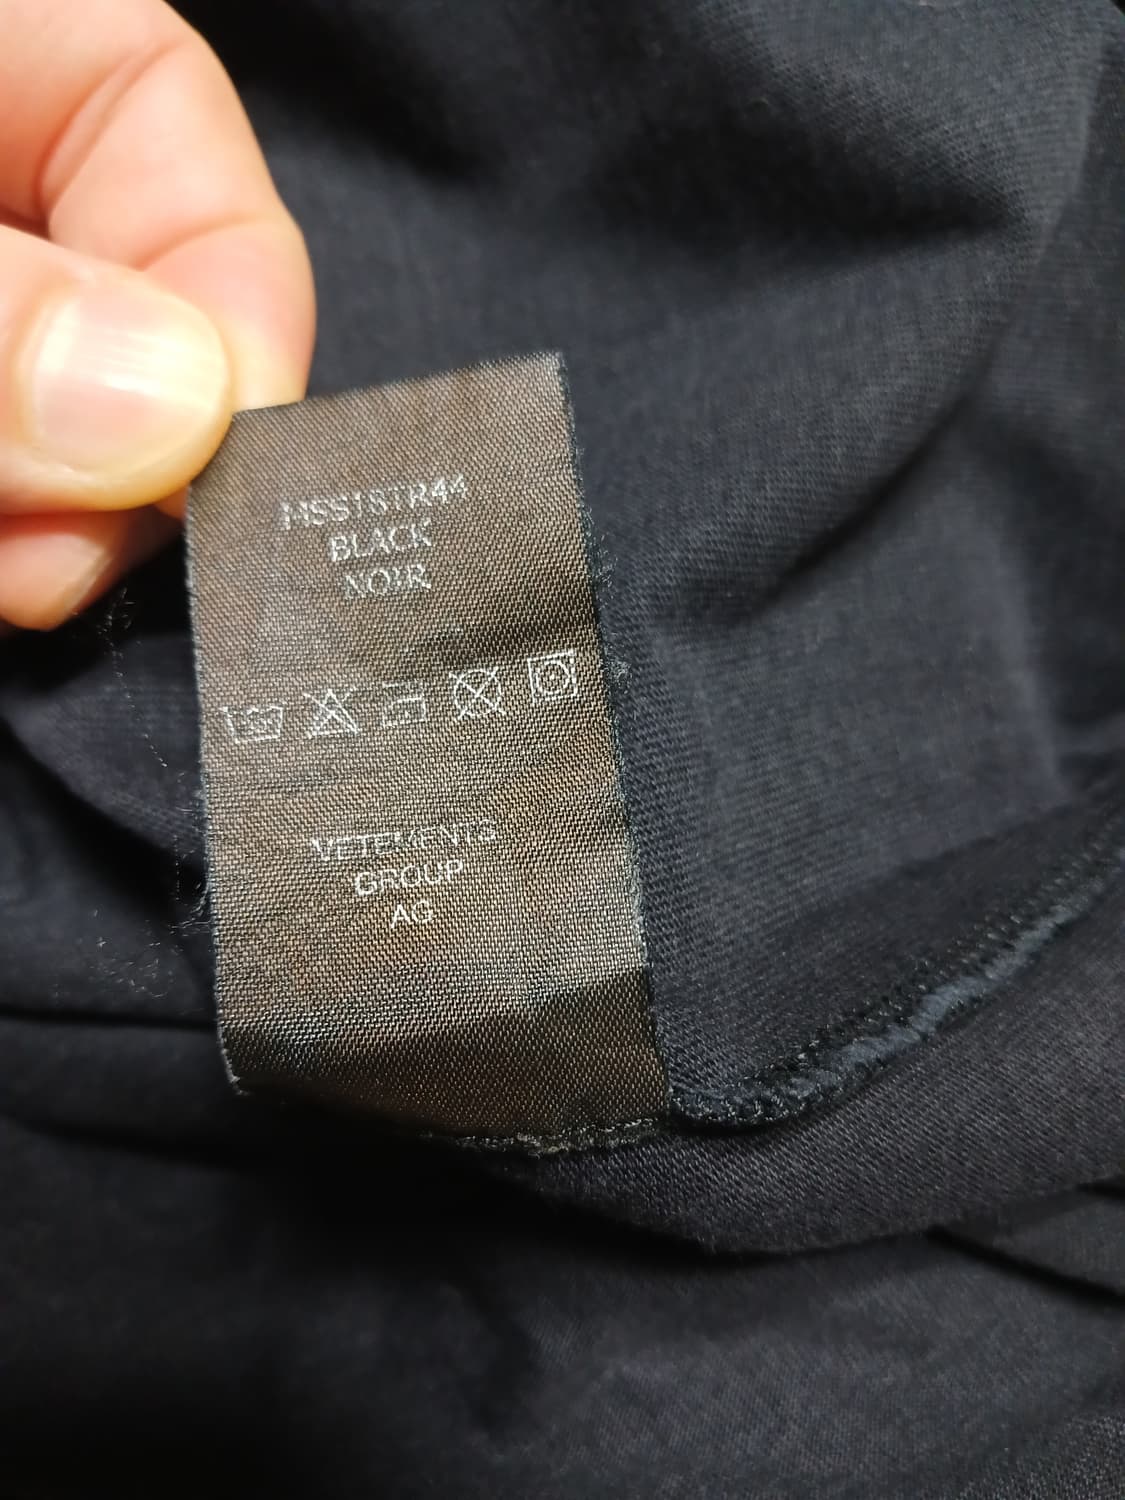 MSS18TR44
BLACK
NOIR
VETEMENTS
GROUP
AG